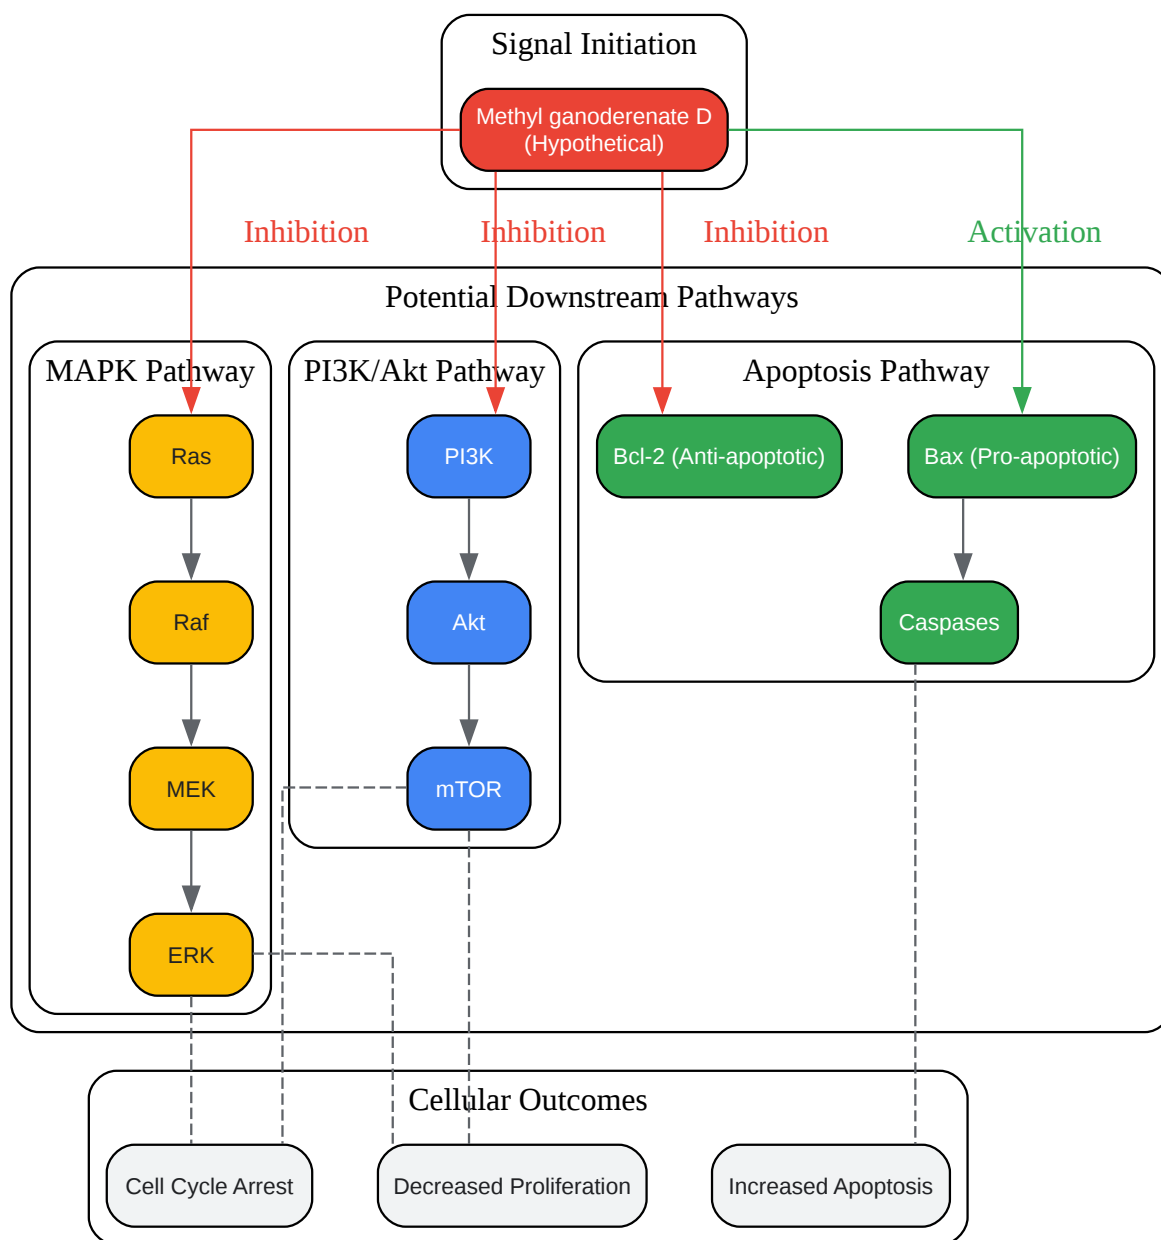 Signal Initiation
Methyl ganoderenate D
(Hypothetical)
Inhibition
Inhibition
Inhibition
Activation
Potential Downstream Pathways
MAPK Pathway
PI3K/Akt Pathway
Apoptosis Pathway
Ras
PI3K
Bcl-2 (Anti-apoptotic)
Bax (Pro-apoptotic)
Raf
Akt
Caspases
MEK
mTOR
ERK
Cellular Outcomes
Cell Cycle Arrest
Decreased Proliferation
Increased Apoptosis